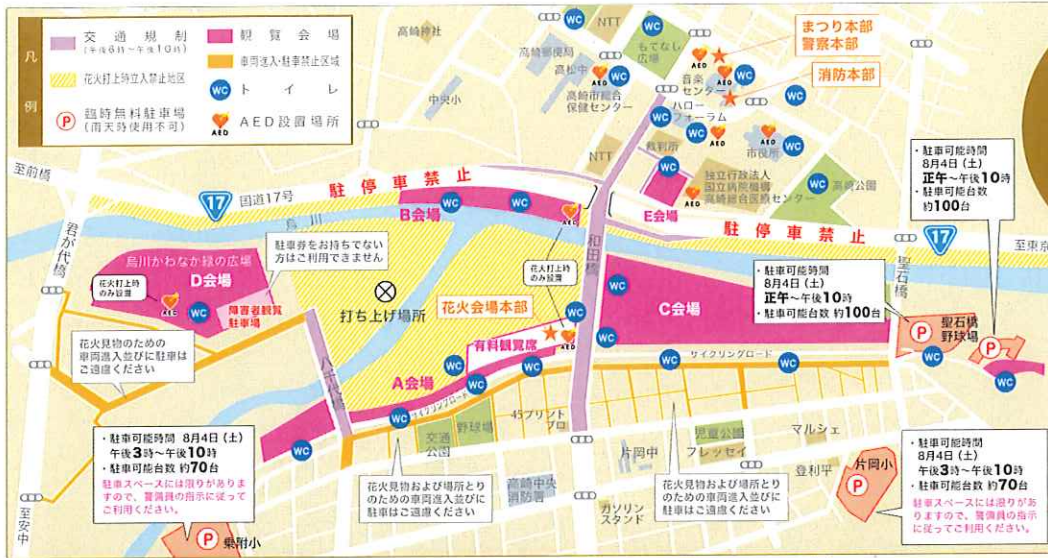 凡例
交通規制
(午後6時〜午後10時)
花火打上時立入禁止地区
P
臨時無料駐車場
(雨天時使用不可)
観覧会場
車両進入・駐車禁止区域
WC
トイレ
AED
AED設置場所
高崎神社
中央小
高崎郵便局
高松中
高崎市総合
保健センター
NTT
もてなし
広場
音楽
センター
ハロー
フォーラム
まつり本部
警察本部
消防本部
NTT
裁判所
市役所
独立行政法人
国立病院機構
高崎総合医療センター
高崎公園
・駐車可能時間
8月4日(土)
正午〜午後10時
・駐車可能台数
約100台
至前橋
17
国道17号
駐停車禁止
烏川
君が代橋
B会場
E会場
和田橋
駐停車禁止
17
至東京
聖石橋
烏川かわなか緑の広場
D会場
花火打上時
のみ設置
AED
障害者観覧
駐車場
駐車券をお持ちでない
方はご利用できません
打ち上げ場所
花火会場本部
花火打上時
のみ設置
有料観覧席
A会場
C会場
・駐車可能時間
8月4日(土)
正午〜午後10時
・駐車可能台数 約100台
聖石橋
野球場
P
P
花火見物のための
車両進入並びに駐車は
ご遠慮ください
八千代橋
サイクリングロード
サイクリングロード
・駐車可能時間 8月4日(土)
午後3時〜午後10時
・駐車可能台数 約70台
駐車スペースには限りがありま
すので、警備員の指示に従って
ご利用ください。
至安中
P
乗附小
交通
公園
野球場
45プリント
プロ
花火見物および場所とり
のための車両進入並びに
駐車はご遠慮ください
高崎中央
消防署
片岡中
ガソリン
スタンド
児童公園
フレッセイ
マルシェ
登利平
花火見物および場所とり
のための車両進入並びに
駐車はご遠慮ください
片岡小
P
・駐車可能時間
8月4日(土)
午後3時〜午後10時
・駐車可能台数 約70台
駐車スペースには限りがあ
りますので、警備員の指示
に従ってご利用ください。